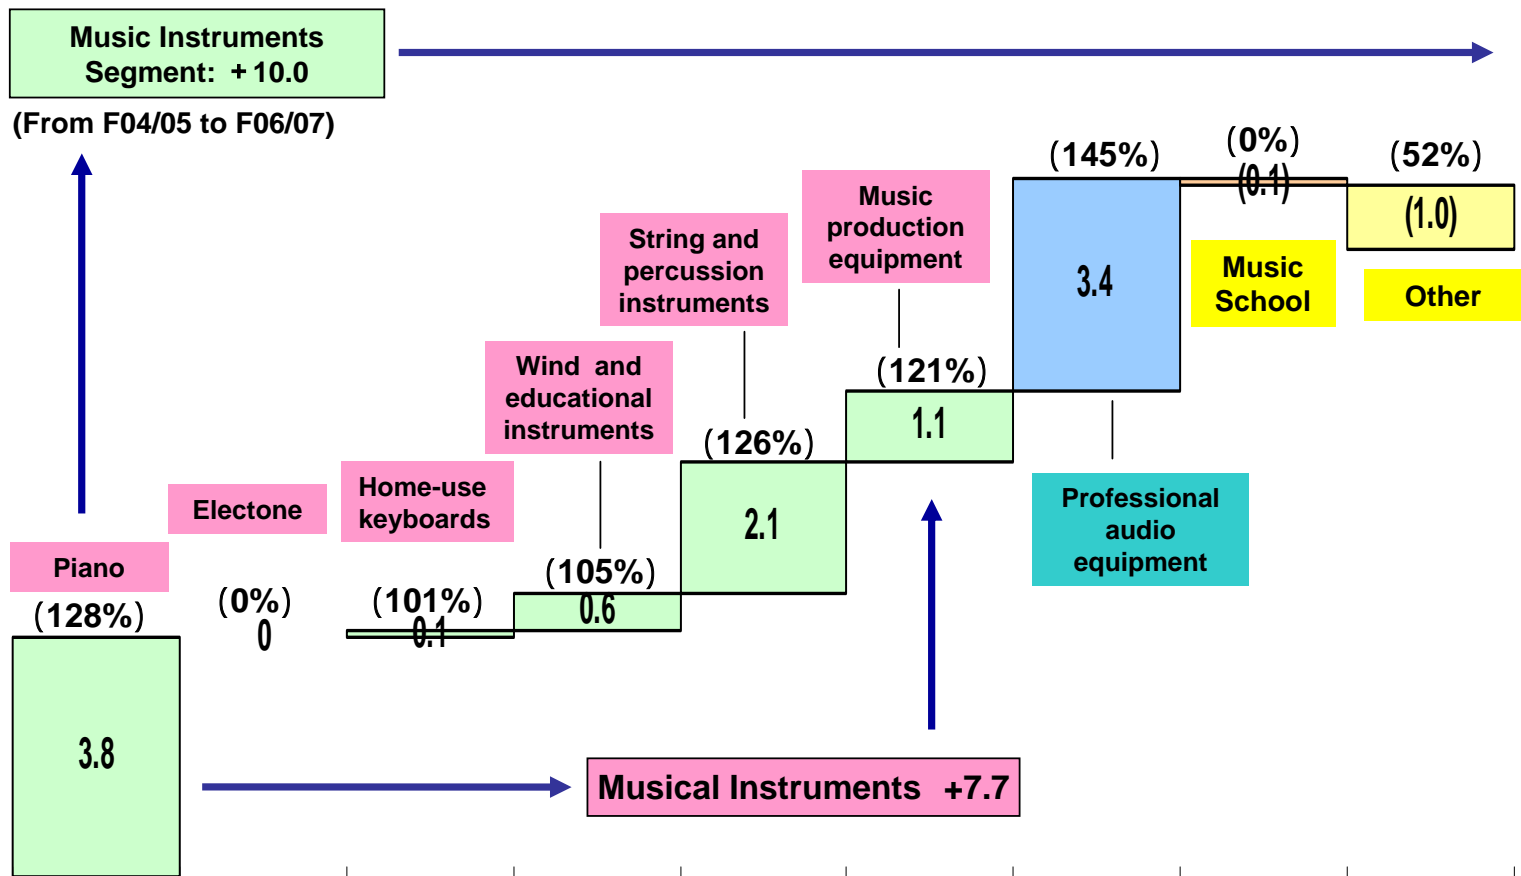 Music Instruments
Segment: +10.0
(From F04/05 to F06/07)
Piano
(128%)
3.8
Electone
(0%)
0
Home-use
keyboards
(101%)
0.1
Wind and
educational
instruments
(105%)
0.6
String and
percussion
instruments
(126%)
2.1
Music
production
equipment
(121%)
1.1
(145%)
3.4
Professional
audio
equipment
(0%)
(0.1)
Music
School
(52%)
(1.0)
Other
Musical Instruments +7.7